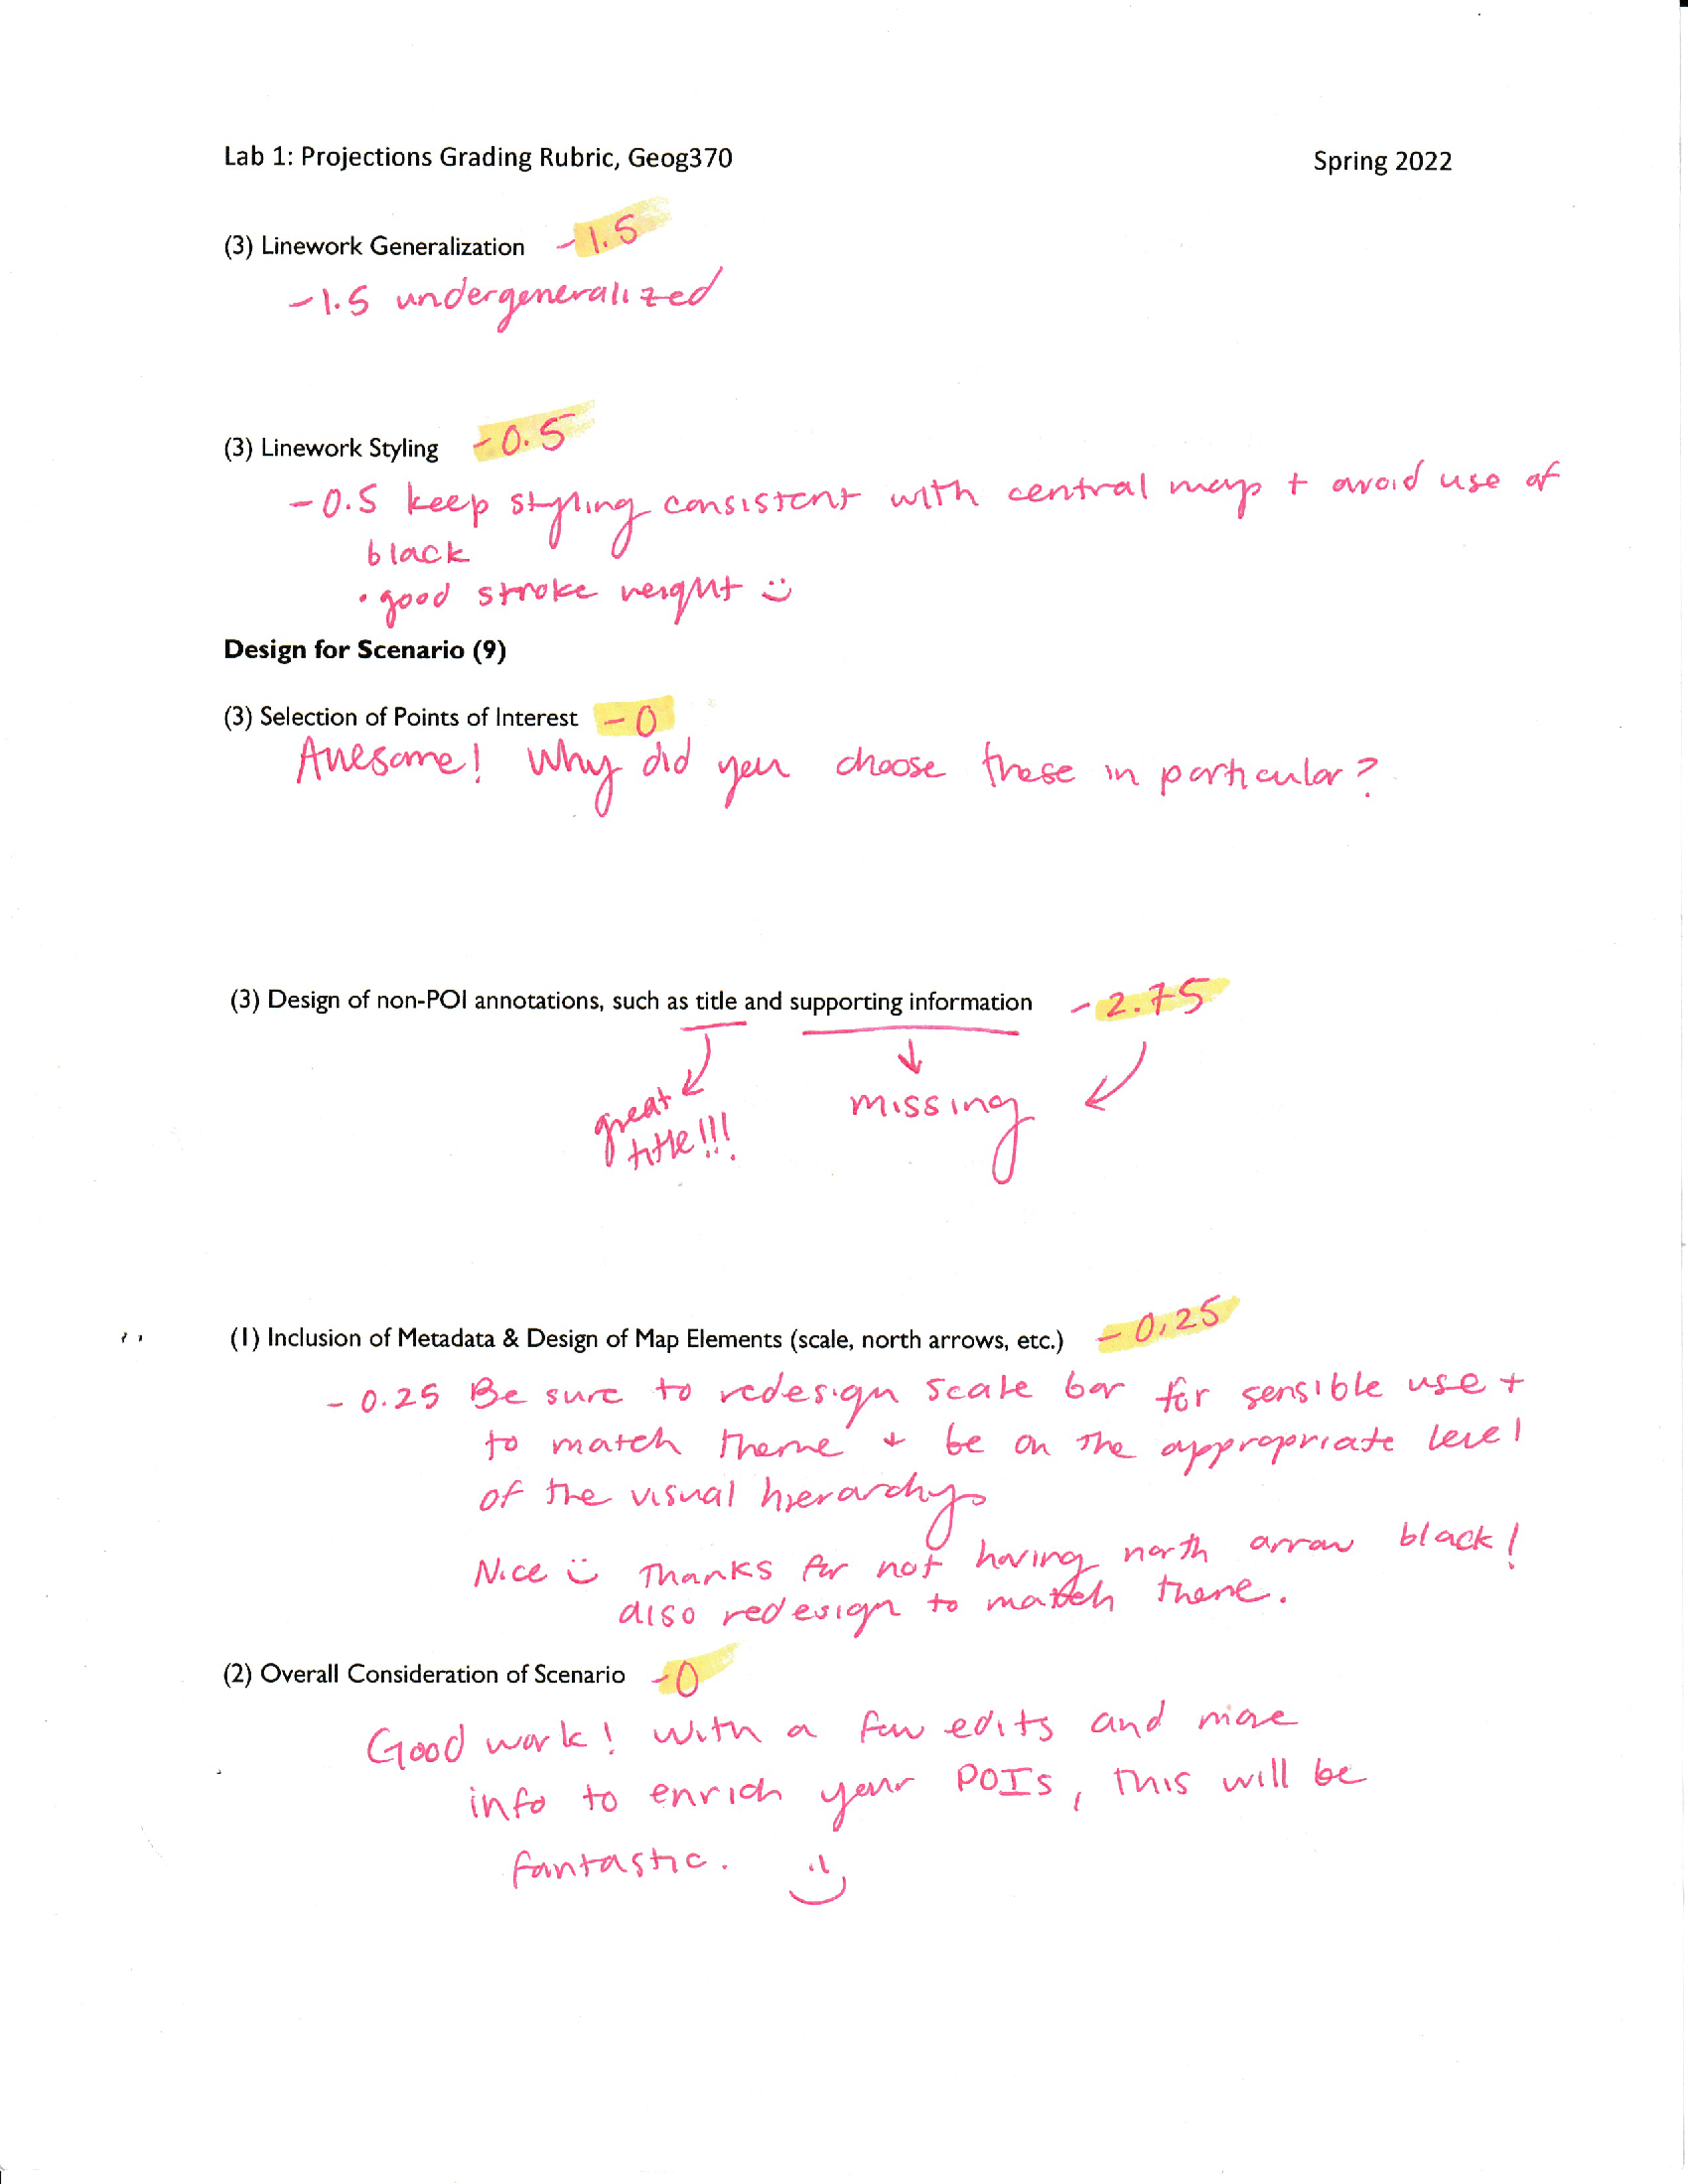 Lab 1: Projections Grading Rubric, Geog370 Spring 2022
(3) Linework Generalization -1.5
-1.5 undergeneralized
(3) Linework Styling -0.5
-0.5 keep styling consistent with central map + avoid use of
black
• good stroke weight :)
Design for Scenario (9)
(3) Selection of Points of Interest -0
Awesome! Why did you choose these in particular?
(3) Design of non-POI annotations, such as title and supporting information -2.75
great
title!!!
missing
(1) Inclusion of Metadata & Design of Map Elements (scale, north arrows, etc.) -0.25
-0.25 Be sure to redesign scale bar for sensible use +
to match theme + be on the appropriate level
of the visual hierarchy
Nice :) Thanks for not having north arrow black!
also redesign to match theme.
(2) Overall Consideration of Scenario -0
Good work! With a few edits and more
info to enrich your POIs, this will be
fantastic. :)